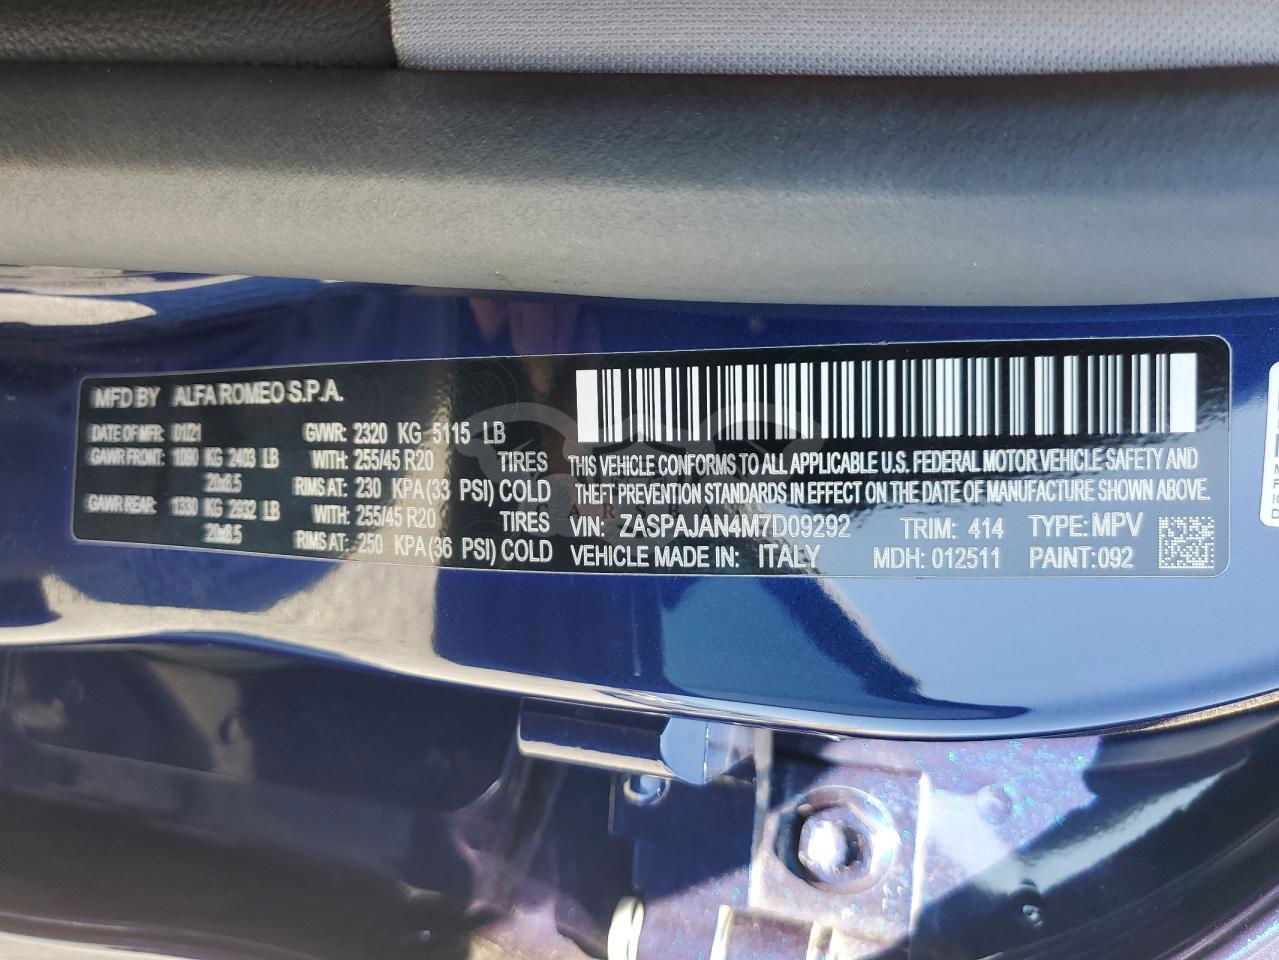 MFD BY ALFA ROMEO S.P.A.
DATE OF MFR: 01/21 GVWR: 2320 KG 5115 LB
GAWR FRONT: 1090 KG 2403 LB WITH: 255/45 R20 TIRES
20x8.5 RIMS AT: 230 KPA (33 PSI) COLD
GAWR REAR: 1330 KG 2932 LB WITH: 255/45 R20 TIRES
20x8.5 RIMS AT: 250 KPA (36 PSI) COLD
THIS VEHICLE CONFORMS TO ALL APPLICABLE U.S. FEDERAL MOTOR VEHICLE SAFETY AND
THEFT PREVENTION STANDARDS IN EFFECT ON THE DATE OF MANUFACTURE SHOWN ABOVE.
VIN: ZASPAJAN4M7D09292 TRIM: 414 TYPE: MPV
VEHICLE MADE IN: ITALY MDH: 012511 PAINT: 092